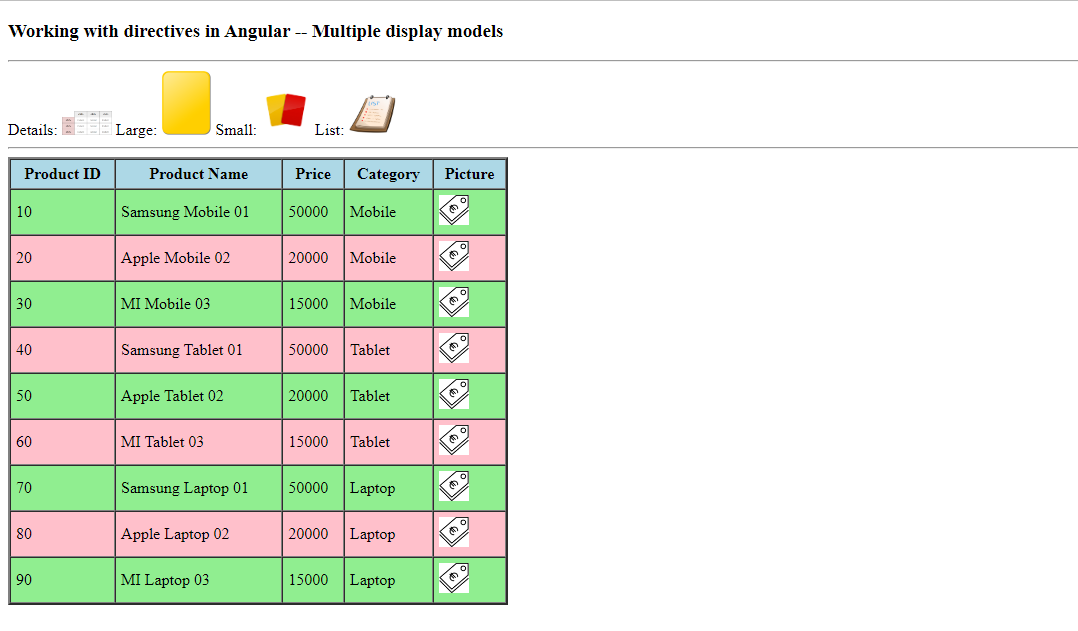 Working with directives in Angular -- Multiple display models
Details: Large: Small: List:
LIST
Product ID Product Name Price Category Picture
10 Samsung Mobile 01 50000 Mobile
20 Apple Mobile 02 20000 Mobile
30 MI Mobile 03 15000 Mobile
40 Samsung Tablet 01 50000 Tablet
50 Apple Tablet 02 20000 Tablet
60 MI Tablet 03 15000 Tablet
70 Samsung Laptop 01 50000 Laptop
80 Apple Laptop 02 20000 Laptop
90 MI Laptop 03 15000 Laptop